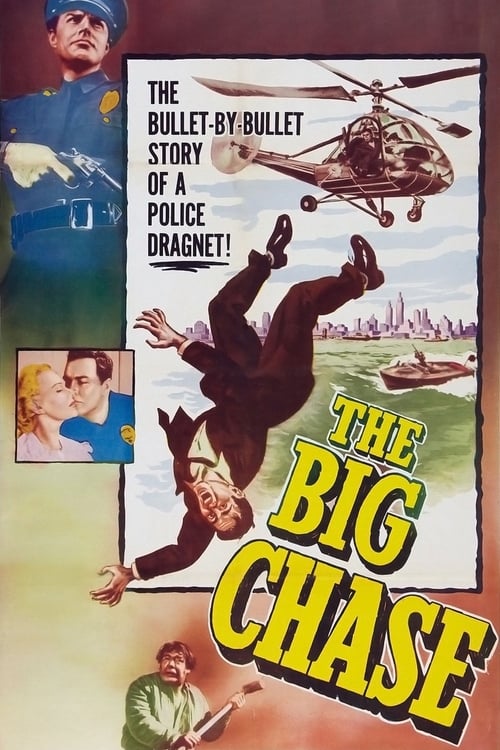 THE
BULLET-BY-BULLET
STORY
OF A
POLICE
DRAGNET!
THE
BIG
CHASE